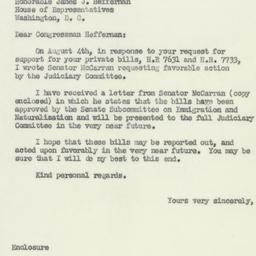 Honorable James J. Heffernan
House of Representatives
Washington, D. C.
Dear Congressman Heffernan:
On August 4th, in response to your request for
support for your private bills, H.R 7631 and H.R. 7733,
I wrote Senator McCarran requesting favorable action
by the Judiciary Committee.
I have received a letter from Senator McCarran (copy
enclosed) in which he states that the bills have been
approved by the Senate Subcommittee on Immigration and
Naturalization and will be presented to the full Judiciary
Committee in the very near future.
I hope that these bills may be reported out, and
acted upon favorably in the very near future. You may be
sure that I will do my best to this end.
Kind personal regards.
Yours very sincerely,
Enclosure